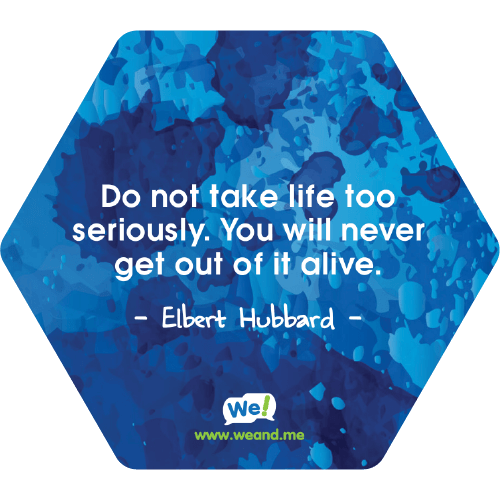 Do not take life too
seriously. You will never
get out of it alive.
- Elbert Hubbard -
We!
www.weand.me